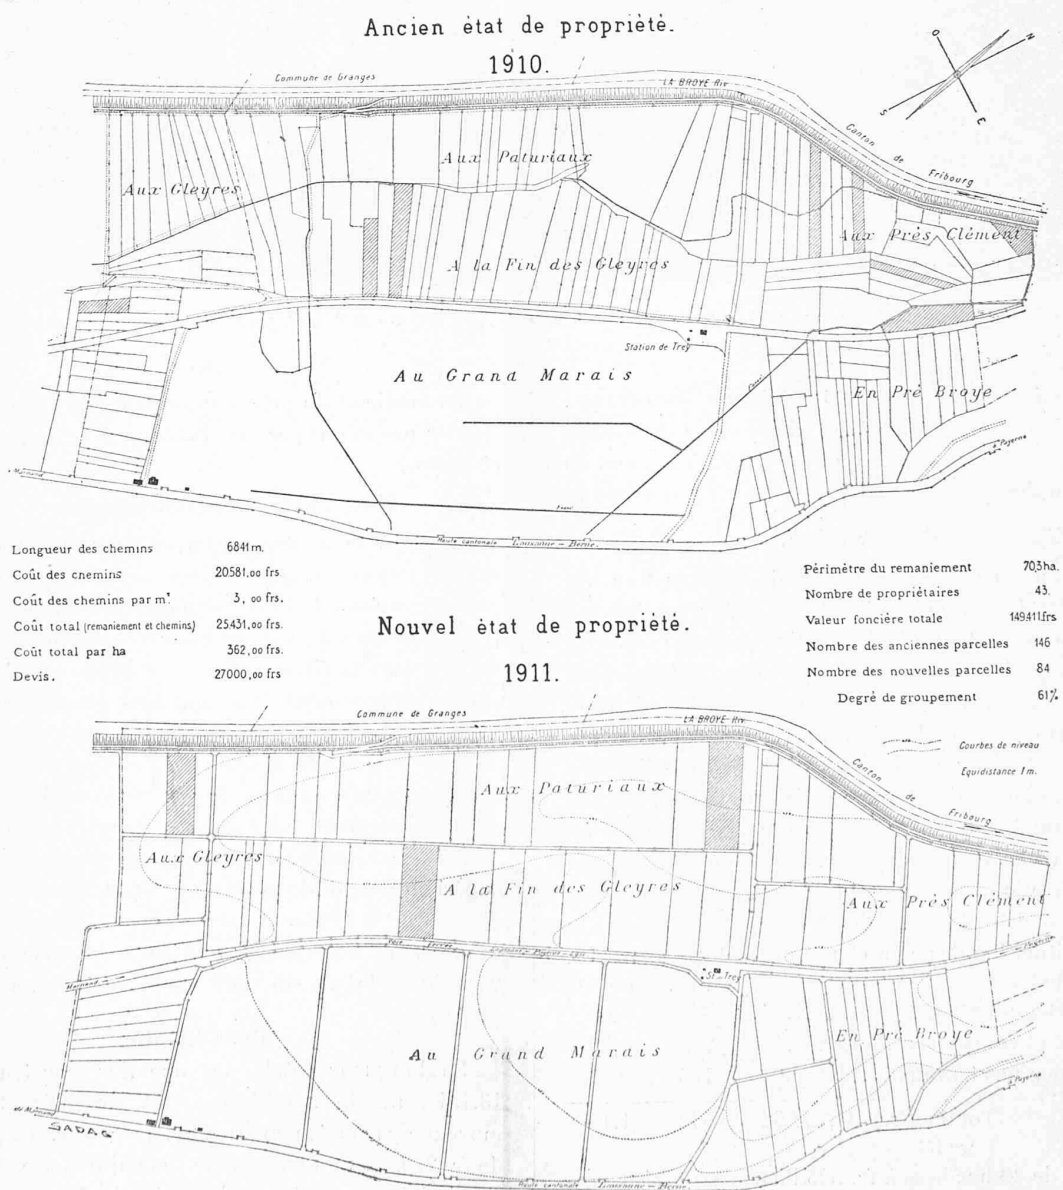 Ancien état de propriété.
1910.
Commune de Granges
LA BROYE Riv.
O
N
S
E
Canton de Fribourg
Aux Paturiaux
Aux Gleyres
Aux Près Clément
A la Fin des Gleyres
Station de Trey
Au Grand Marais
En Pré Broye
à Payerne
Route cantonale Lausanne – Berne.
Longueur des chemins 6841 m.
Coût des chemins 20581,00 frs.
Coût des chemins par m' 3,00 frs.
Coût total (remaniement et chemins) 25431,00 frs.
Coût total par ha 362,00 frs.
Devis. 27000,00 frs
Périmètre du remaniement 70,3 ha.
Nombre de propriétaires 43.
Valeur foncière totale 149411 frs
Nombre des anciennes parcelles 146
Nombre des nouvelles parcelles 84
Degré de groupement 61%
Nouvel état de propriété.
1911.
Commune de Granges
LA BROYE Riv.
Courbes de niveau
Equidistance 1 m.
Canton de Fribourg
Aux Paturiaux
Aux Gleyres
A la Fin des Gleyres
Aux Près Clément
St. Trey
Au Grand Marais
En Pré Broye
à Payerne
SADAG
Route cantonale Lausanne – Berne.